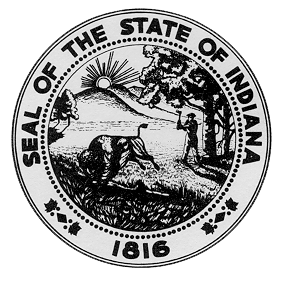 SEAL OF THE STATE OF INDIANA
1816